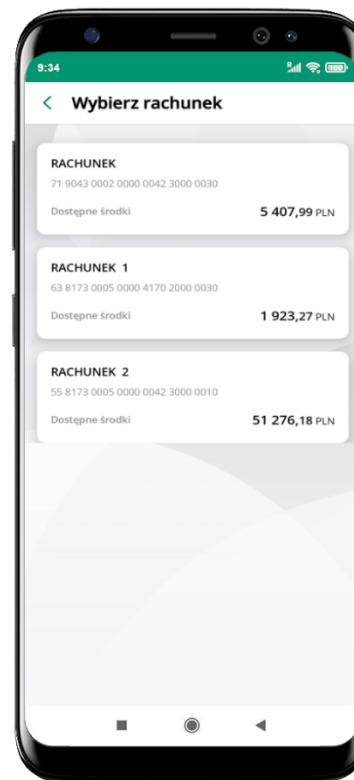 9:34
Wybierz rachunek
RACHUNEK
71 9043 0002 0000 0042 3000 0030
Dostępne środki 5 407,99 PLN
RACHUNEK 1
63 8173 0005 0000 4170 2000 0030
Dostępne środki 1 923,27 PLN
RACHUNEK 2
55 8173 0005 0000 0042 3000 0010
Dostępne środki 51 276,18 PLN